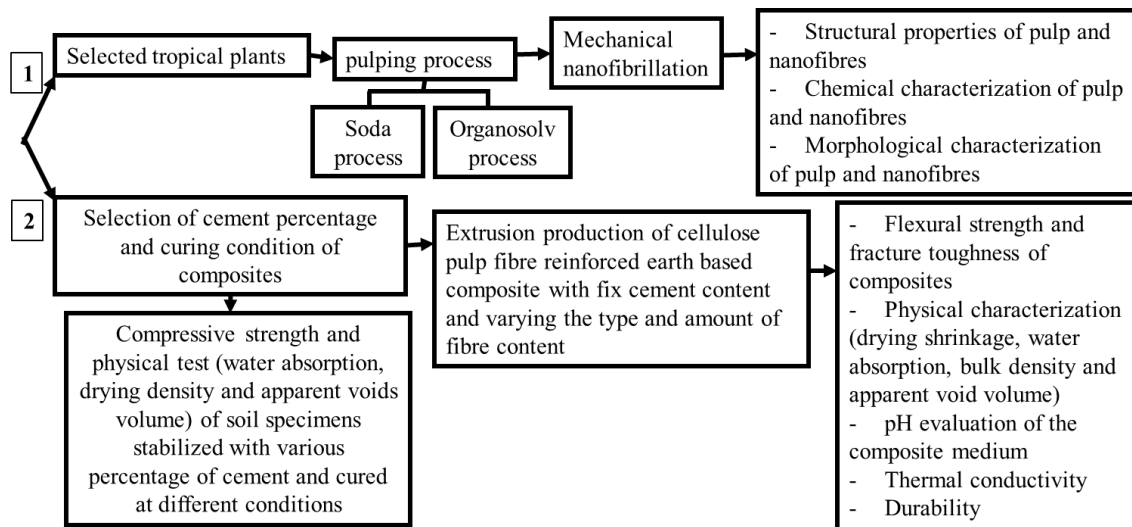 1
Selected tropical plants
pulping process
Soda
process
Organosolv
process
Mechanical
nanofibrillation
- Structural properties of pulp and
nanofibres
- Chemical characterization of pulp
and nanofibres
- Morphological characterization
of pulp and nanofibres
2
Selection of cement percentage
and curing condition of
composites
Compressive strength and
physical test (water absorption,
drying density and apparent voids
volume) of soil specimens
stabilized with various
percentage of cement and cured
at different conditions
Extrusion production of cellulose
pulp fibre reinforced earth based
composite with fix cement content
and varying the type and amount of
fibre content
- Flexural strength and
fracture toughness of
composites
- Physical characterization
(drying shrinkage, water
absorption, bulk density and
apparent void volume)
- pH evaluation of the
composite medium
- Thermal conductivity
- Durability